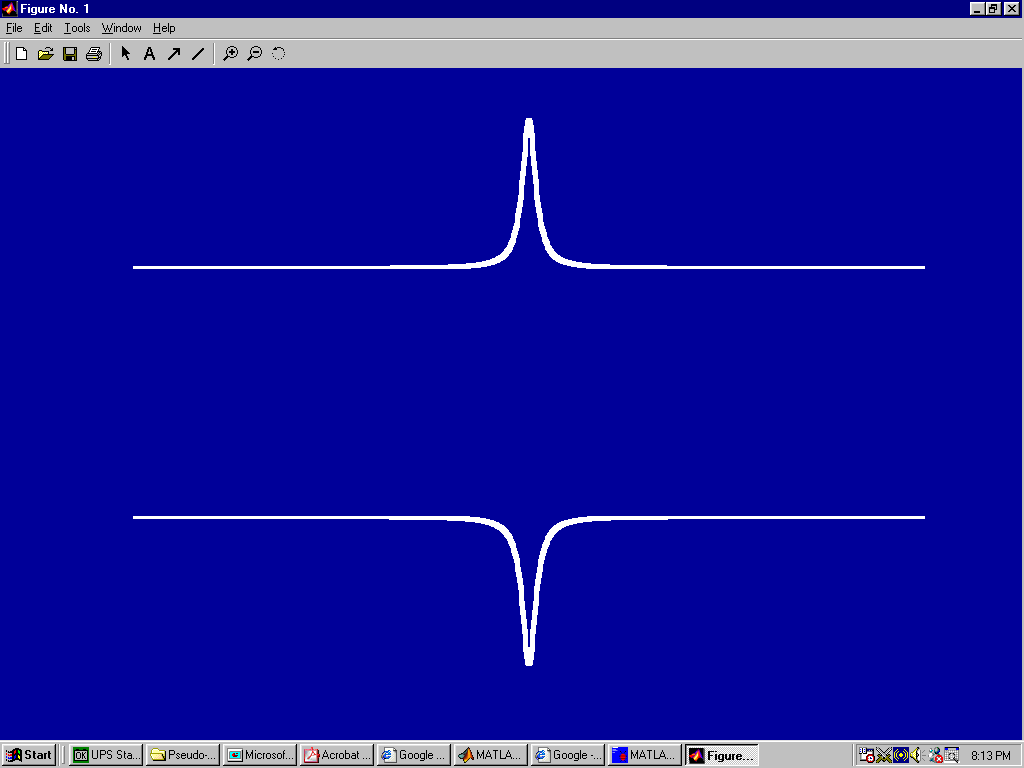 Figure No. 1
File Edit Tools Window Help
A
Start OK UPS Sta... Pseudo-... Microsof... Acrobat ... Google ... MATLA... Google -... MATLA... Figure... 8:13 PM